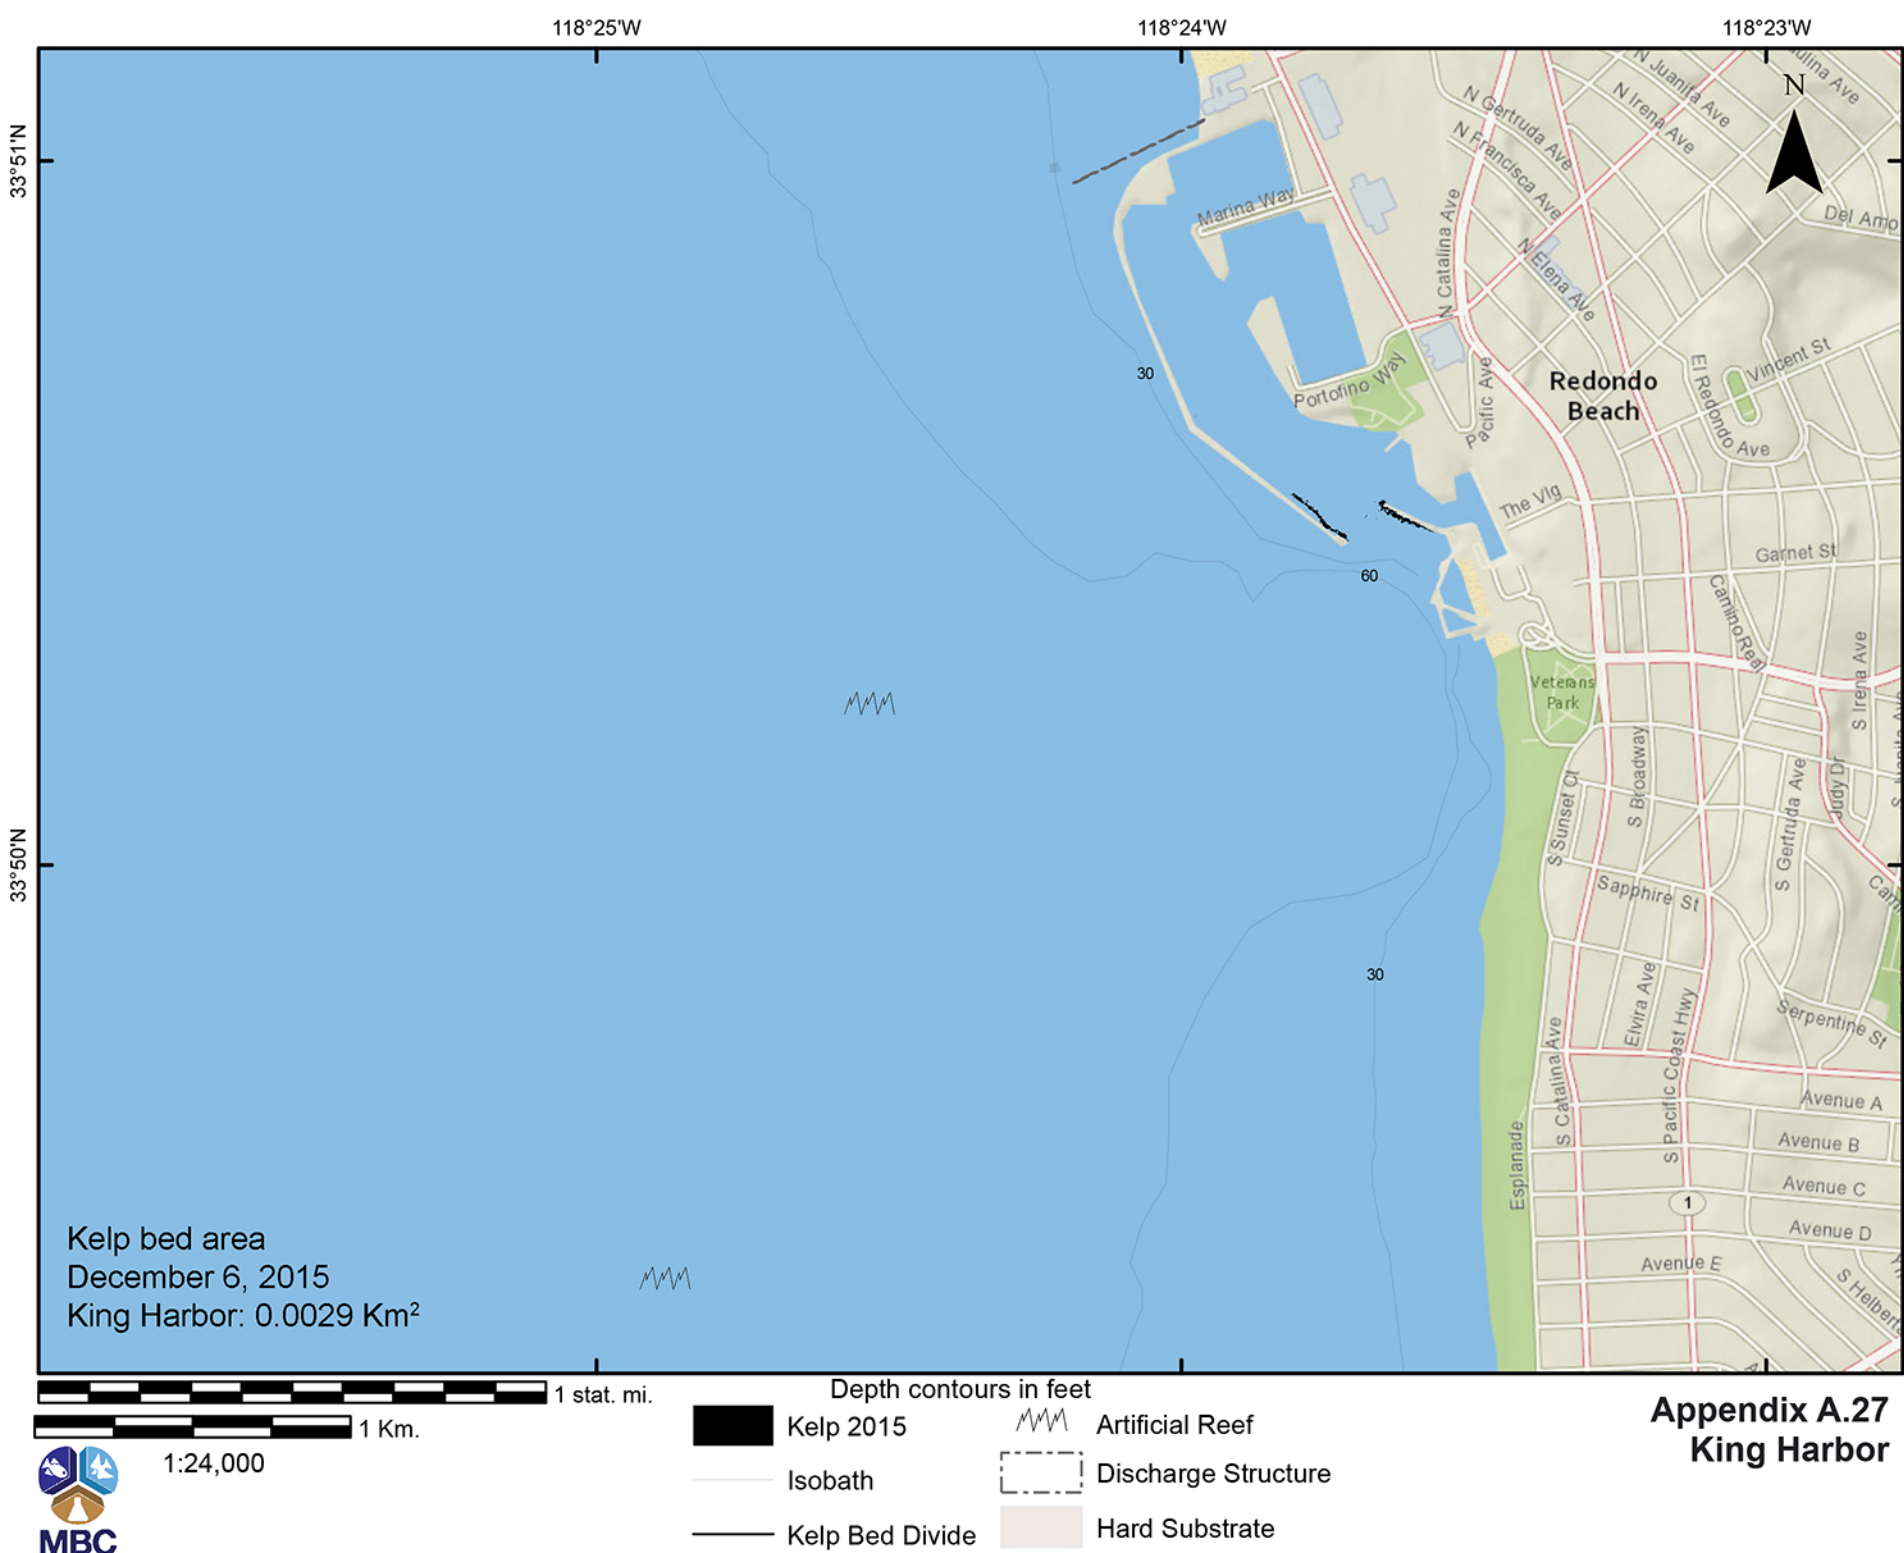 118°25'W
118°24'W
118°23'W
33°51'N
33°50'N
N
N Juanita Ave
N Irena Ave
N Gertruda Ave
N Francisca Ave
N Elena Ave
N Catalina Ave
Del Amo
Marina Way
Portofino Way
Pacific Ave
Redondo
Beach
El Redondo Ave
Vincent St
The Vlg
Garnet St
Camino Real
S Irena Ave
Veterans
Park
S Broadway
S Sunset Ct
Judy Dr
S Gertruda Ave
Sapphire St
Elvira Ave
Serpentine St
S Catalina Ave
S Pacific Coast Hwy
Esplanade
Avenue A
Avenue B
Avenue C
Avenue D
Avenue E
1
30
60
30
Kelp bed area
December 6, 2015
King Harbor: 0.0029 Km²
1 stat. mi.
1 Km.
1:24,000
MBC
Depth contours in feet
Kelp 2015
Isobath
Kelp Bed Divide
Artificial Reef
Discharge Structure
Hard Substrate
Appendix A.27
King Harbor